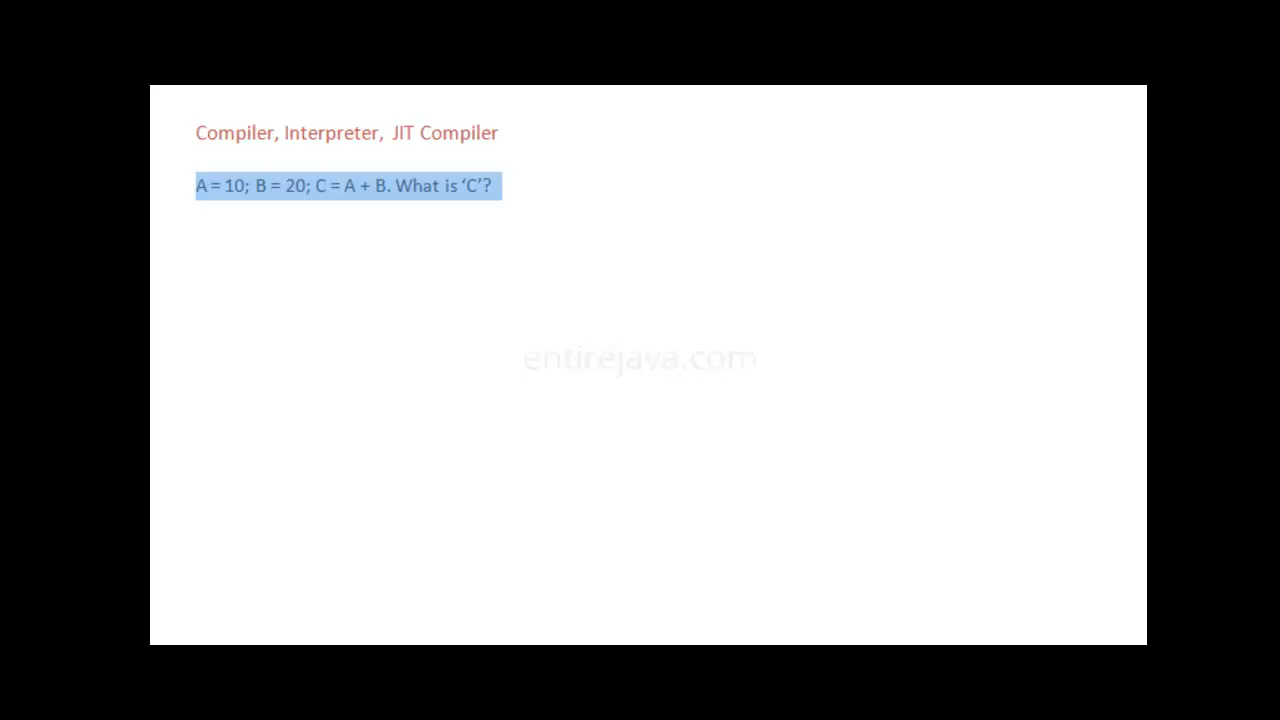 Compiler, Interpreter, JIT Compiler
A = 10; B = 20; C = A + B. What is ‘C’?
entirejava.com